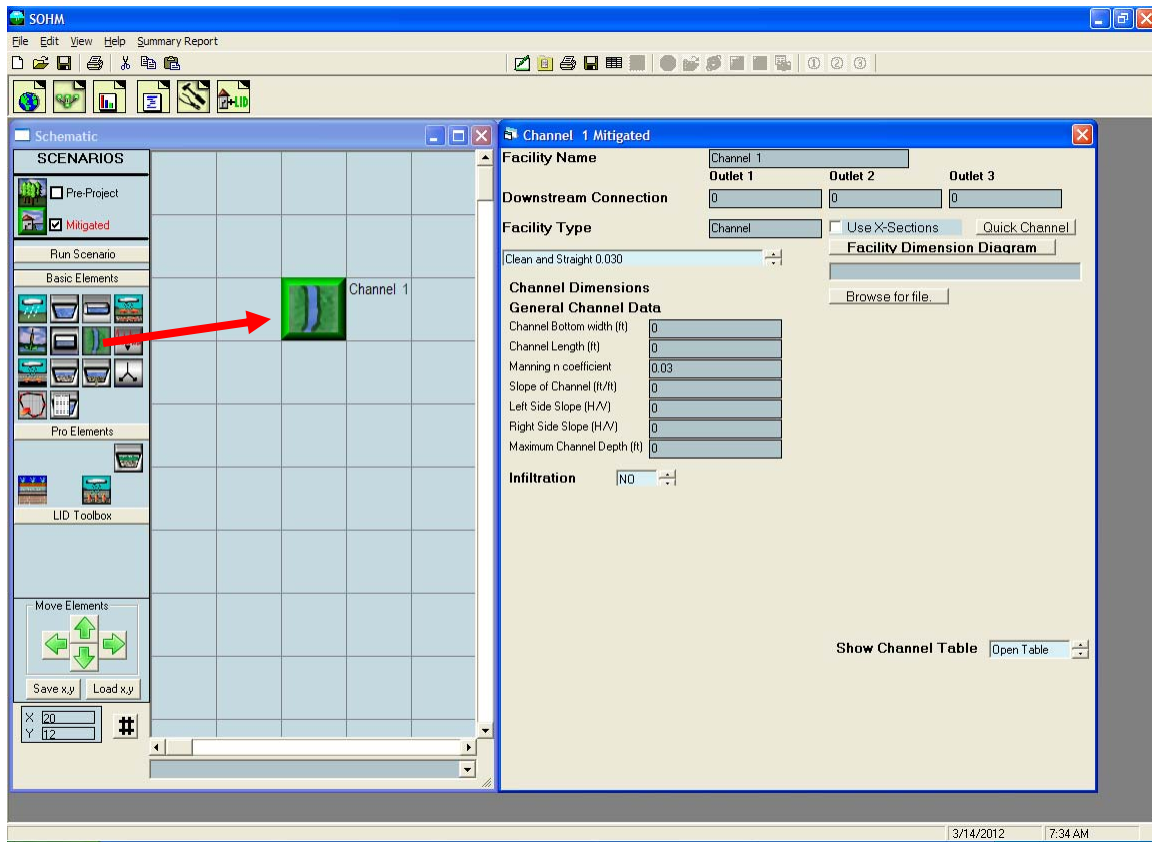 SOHM
File Edit View Help Summary Report
① ② ③
+LID
Schematic
SCENARIOS
Pre-Project
Mitigated
Run Scenario
Basic Elements
Pro Elements
LID Toolbox
Move Elements
Save x,y Load x,y
X 20
Y 12
#
Channel 1
Channel 1 Mitigated
Facility Name Channel 1
Outlet 1 Outlet 2 Outlet 3
Downstream Connection 0 0 0
Facility Type Channel Use X-Sections Quick Channel
Facility Dimension Diagram
Clean and Straight 0.030
Browse for file.
Channel Dimensions
General Channel Data
Channel Bottom width (ft) 0
Channel Length (ft) 0
Manning n coefficient 0.03
Slope of Channel (ft/ft) 0
Left Side Slope (H/V) 0
Right Side Slope (H/V) 0
Maximum Channel Depth (ft) 0
Infiltration NO
Show Channel Table Open Table
3/14/2012 7:34 AM